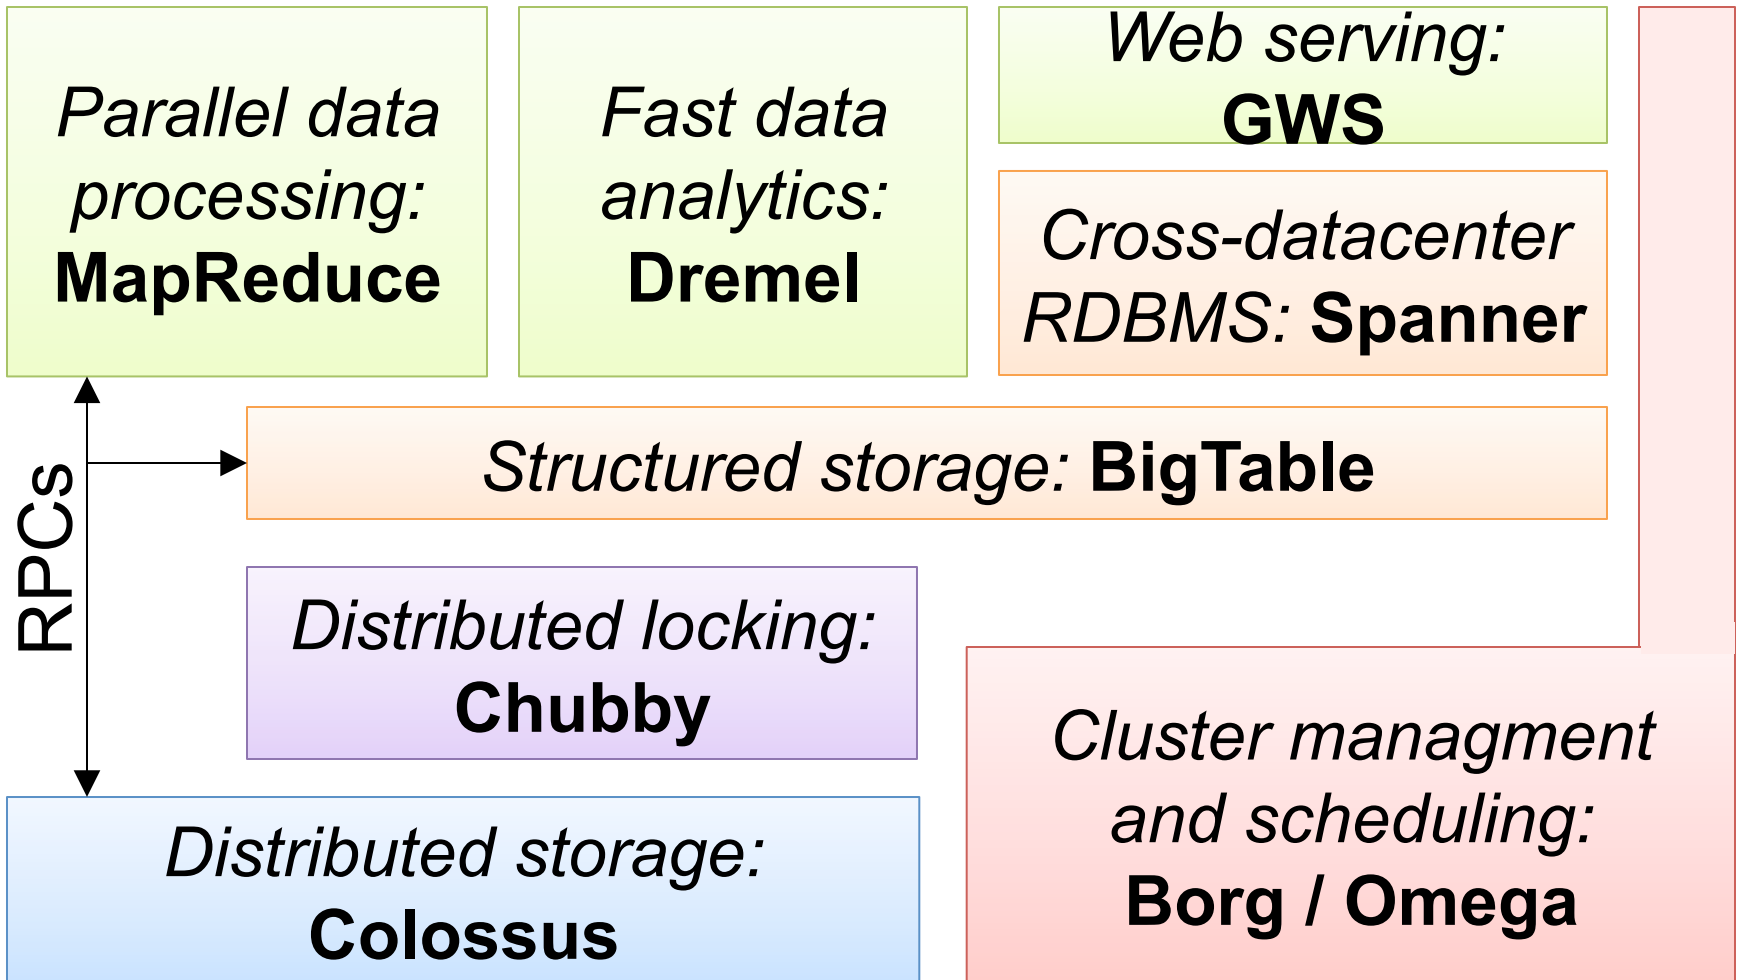 Parallel data
processing:
MapReduce
Fast data
analytics:
Dremel
Web serving:
GWS
Cross-datacenter
RDBMS: Spanner
Structured storage: BigTable
RPCs
Distributed locking:
Chubby
Distributed storage:
Colossus
Cluster managment
and scheduling:
Borg / Omega